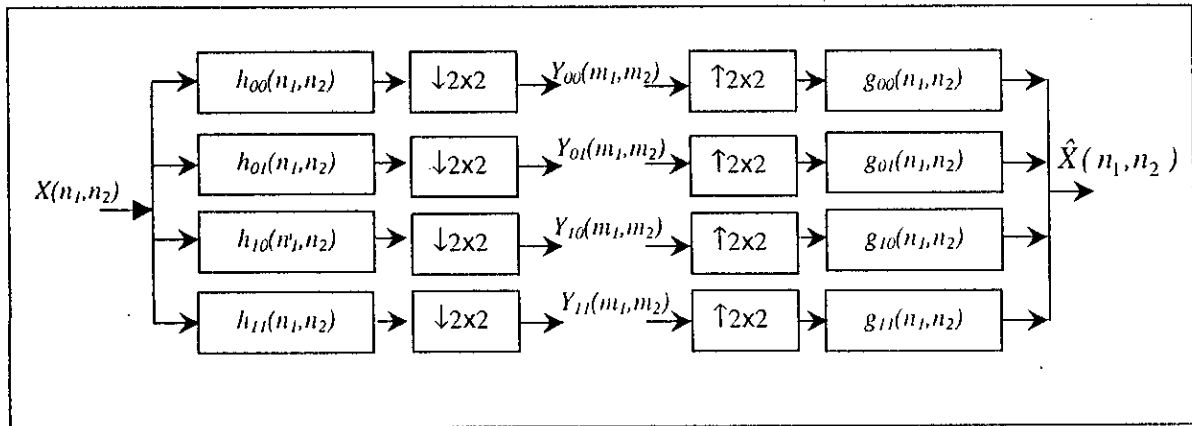 h₀₀(n₁,n₂) ↓2x2 Y₀₀(m₁,m₂) ↑2x2 g₀₀(n₁,n₂)
h₀₁(n₁,n₂) ↓2x2 Y₀₁(m₁,m₂) ↑2x2 g₀₁(n₁,n₂)
X(n₁,n₂) X̂(n₁,n₂)
h₁₀(n₁,n₂) ↓2x2 Y₁₀(m₁,m₂) ↑2x2 g₁₀(n₁,n₂)
h₁₁(n₁,n₂) ↓2x2 Y₁₁(m₁,m₂) ↑2x2 g₁₁(n₁,n₂)